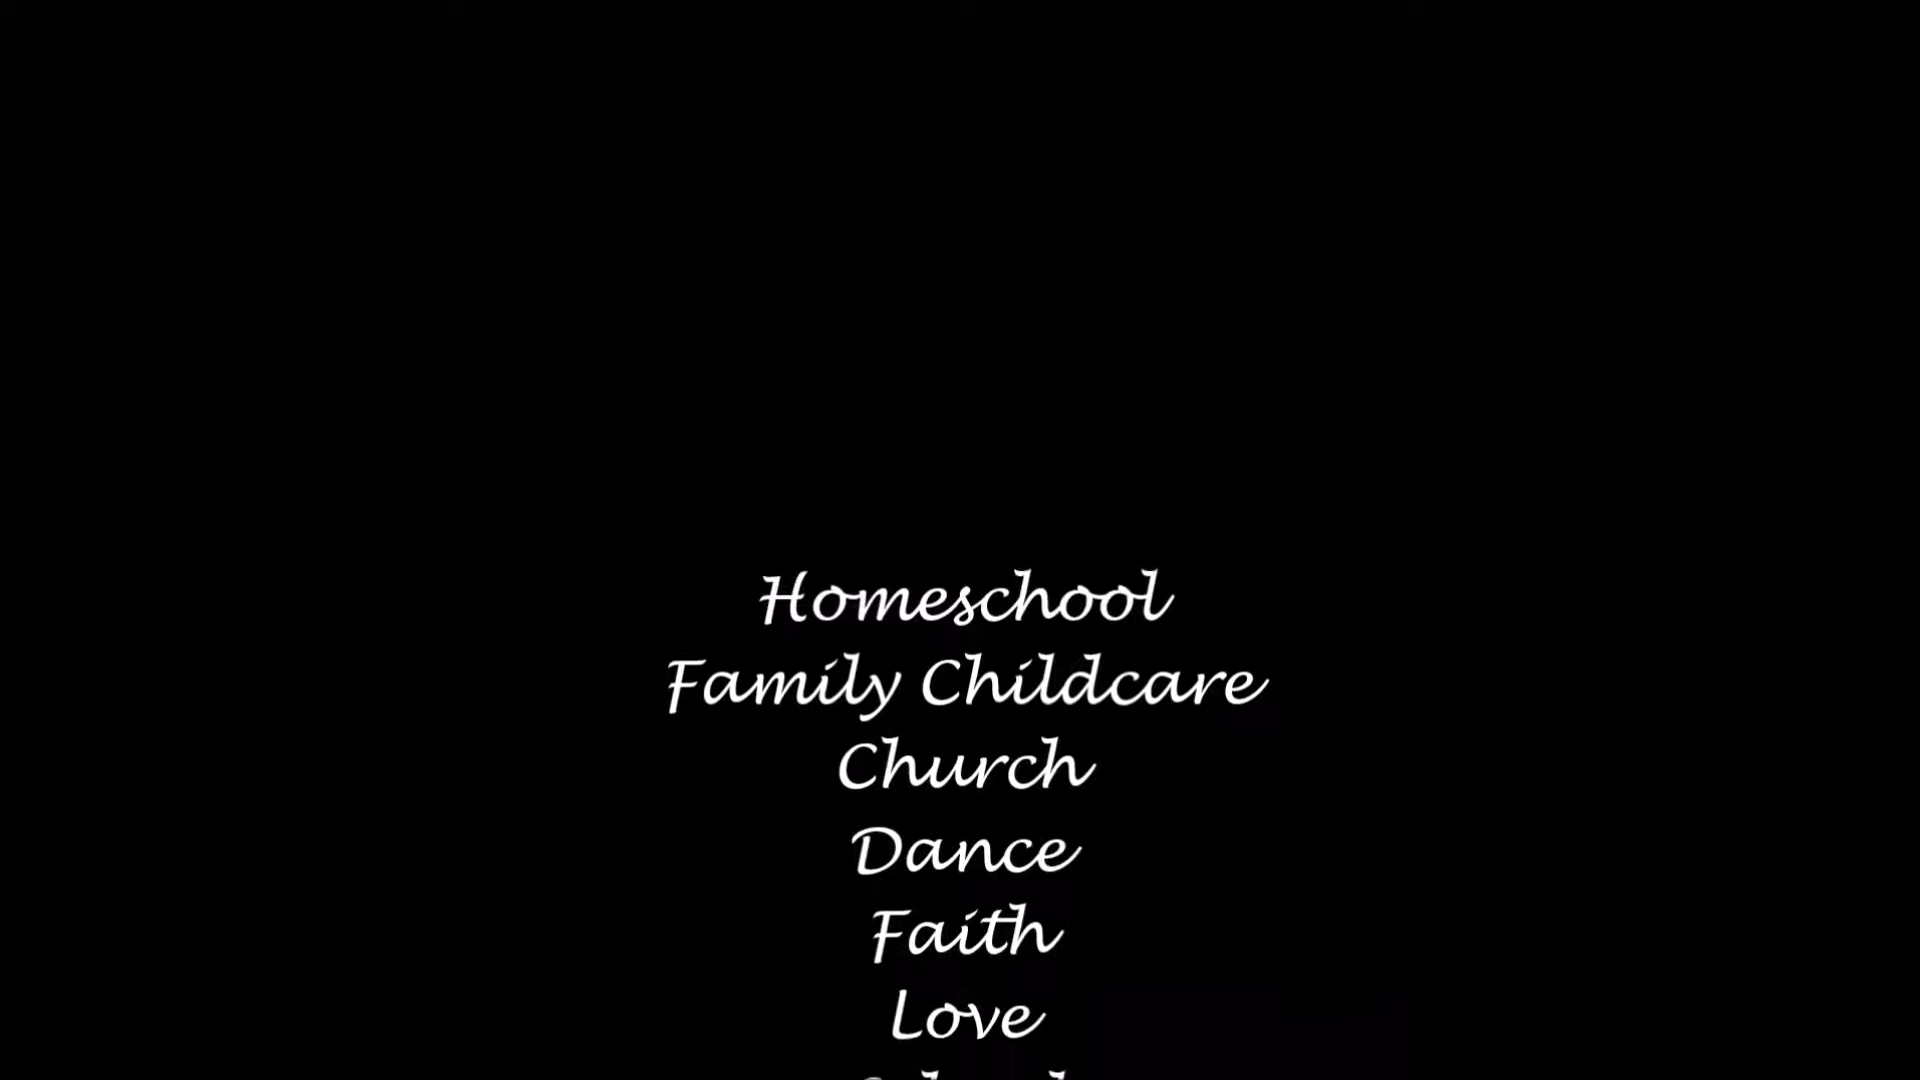 Homeschool
Family Childcare
Church
Dance
Faith
Love